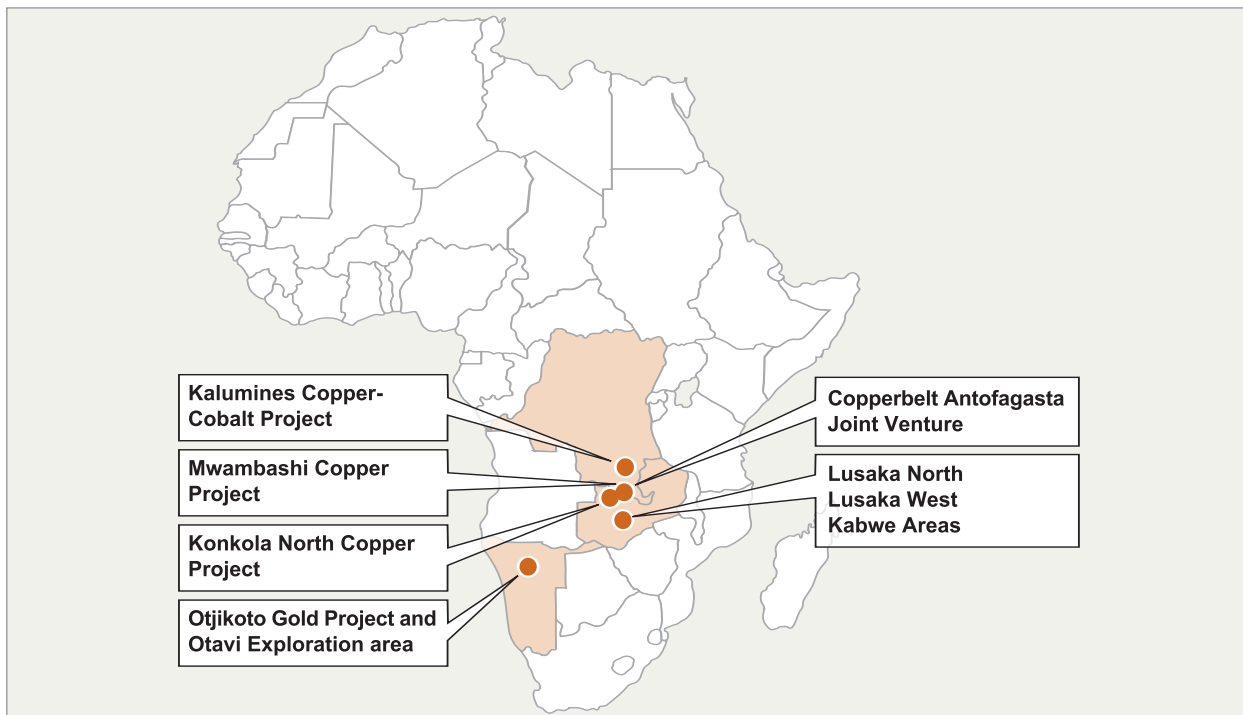 Kalumines Copper-
Cobalt Project
Mwambashi Copper
Project
Konkola North Copper
Project
Otjikoto Gold Project and
Otavi Exploration area
Copperbelt Antofagasta
Joint Venture
Lusaka North
Lusaka West
Kabwe Areas